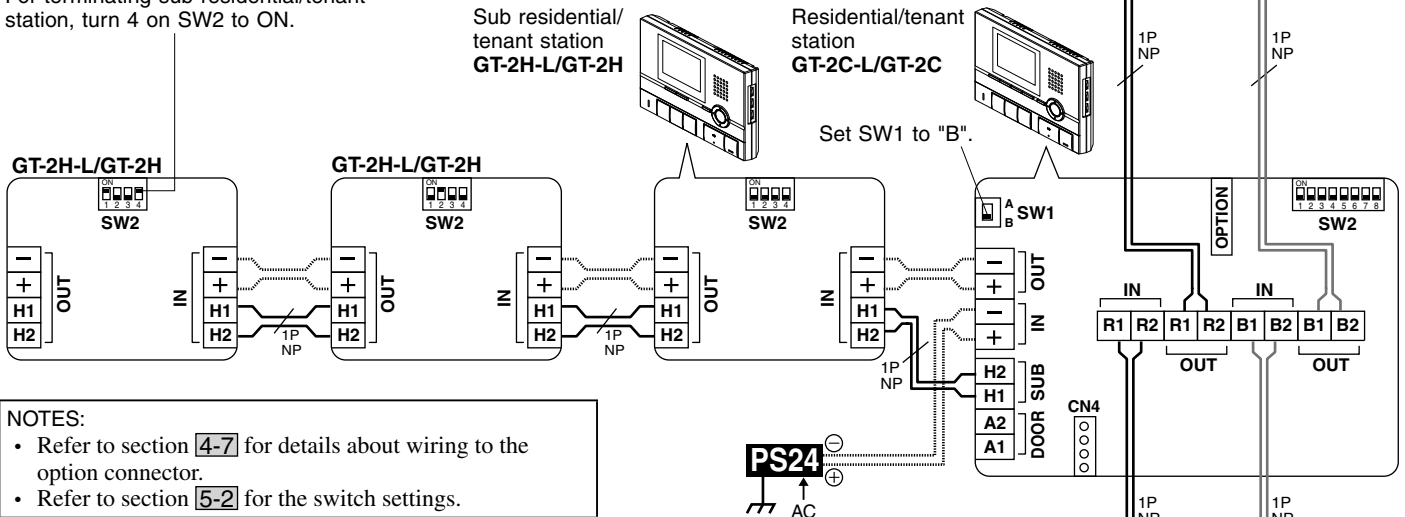 For terminating sub residential/tenant
station, turn 4 on SW2 to ON.
Sub residential/
tenant station
GT-2H-L/GT-2H
Residential/tenant
station
GT-2C-L/GT-2C
1P
NP
1P
NP
Set SW1 to "B".
GT-2H-L/GT-2H
ON
1 2 3 4
SW2
− 
+
H1
H2
OUT
IN
−
+
H1
H2
1P
NP
GT-2H-L/GT-2H
ON
1 2 3 4
SW2
−
+
H1
H2
OUT
IN
−
+
H1
H2
1P
NP
ON
1 2 3 4
SW2
−
+
H1
H2
OUT
IN
−
+
H1
H2
1P
NP
A
B
SW1
OPTION
ON
1 2 3 4 5 6 7 8
SW2
−
+
OUT
−
+
IN
H2
H1
SUB
A2
A1
DOOR
CN4
IN
IN
R1 R2 R1 R2 B1 B2 B1 B2
OUT
OUT
1P
NP
1P
NP
PS24
−
+
AC
NOTES:
• Refer to section 4-7 for details about wiring to the
option connector.
• Refer to section 5-2 for the switch settings.